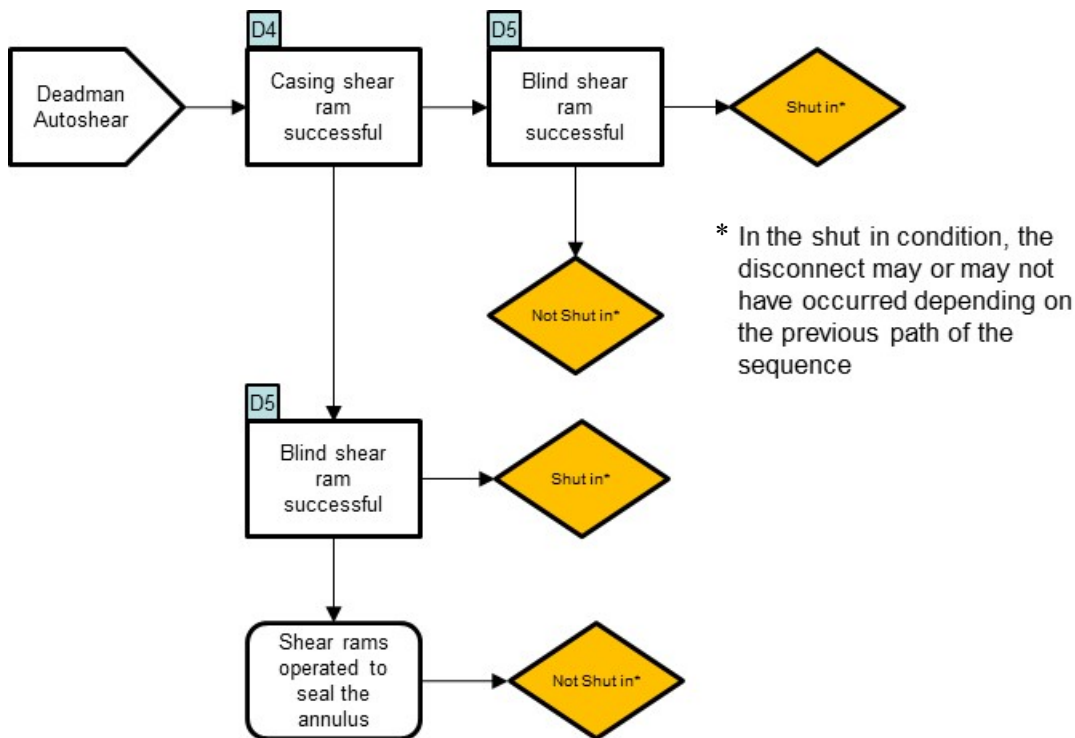 D4
D5
Deadman
Autoshear
Casing shear
ram
successful
Blind shear
ram
successful
Shut in*
* In the shut in condition, the
disconnect may or may not
have occurred depending on
the previous path of the
sequence
Not Shut in*
D5
Blind shear
ram
successful
Shut in*
Shear rams
operated to
seal the
annulus
Not Shut in*